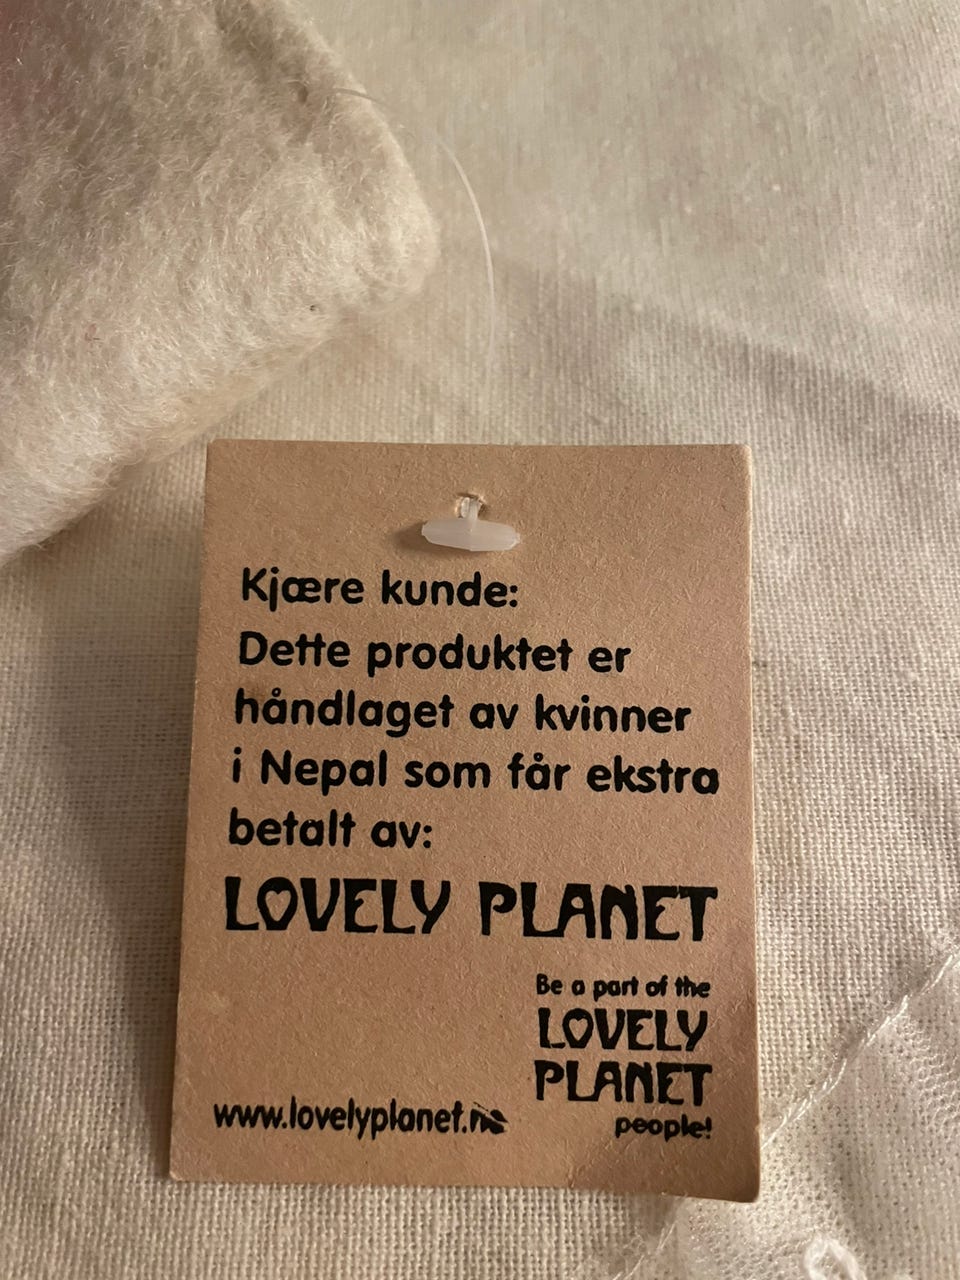 Kjære kunde:
Dette produktet er
håndlaget av kvinner
i Nepal som får ekstra
betalt av:
LOVELY PLANET
Be a part of the
LOVELY
PLANET
people!
www.lovelyplanet.no